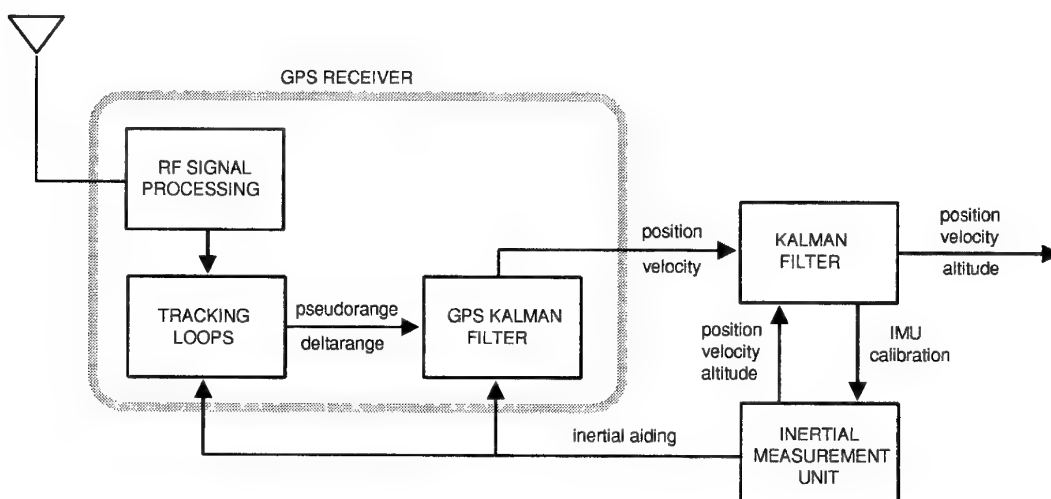 GPS RECEIVER
RF SIGNAL
PROCESSING
TRACKING
LOOPS
pseudorange
deltarange
GPS KALMAN
FILTER
position
velocity
KALMAN
FILTER
position
velocity
altitude
position
velocity
altitude
IMU
calibration
inertial aiding
INERTIAL
MEASUREMENT
UNIT